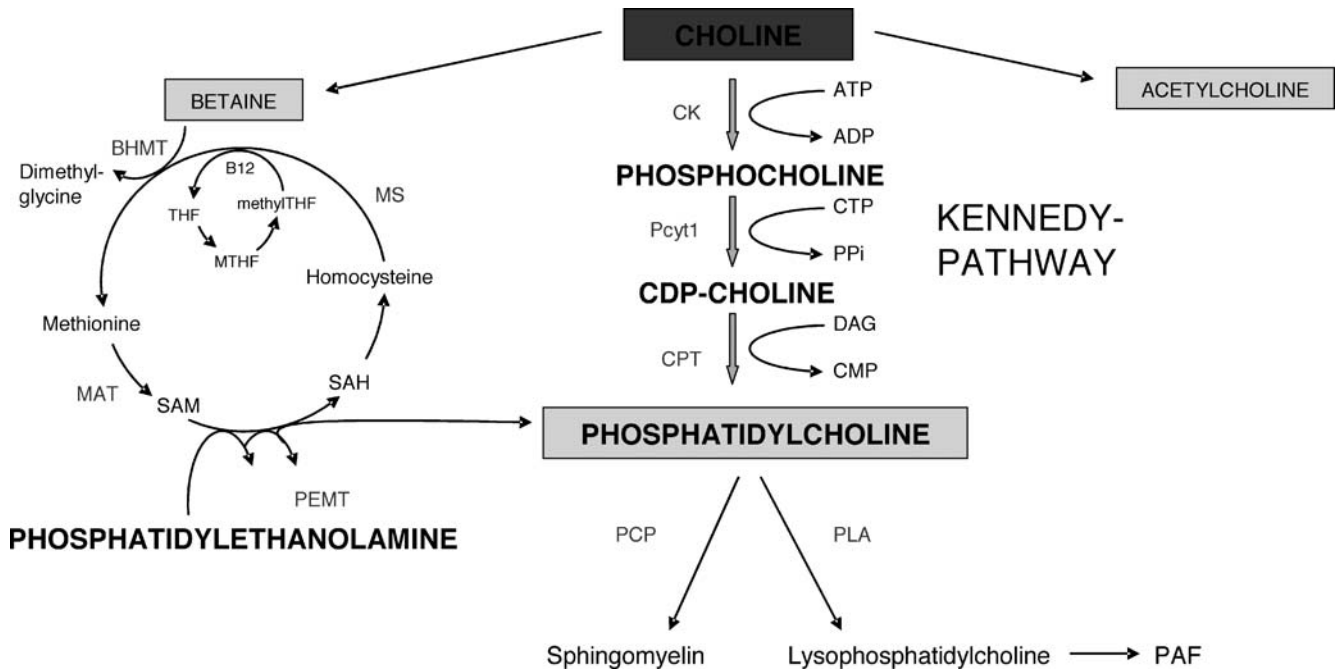 CHOLINE
BETAINE
ACETYLCHOLINE
ATP
CK
ADP
BHMT
Dimethyl-
glycine
B12
MS
THF
methylTHF
MTHF
PHOSPHOCHOLINE
Pcyt1
CTP
PPi
KENNEDY-
PATHWAY
Homocysteine
CDP-CHOLINE
Methionine
DAG
CPT
CMP
MAT
SAM
SAH
PHOSPHATIDYLCHOLINE
PEMT
PHOSPHATIDYLETHANOLAMINE
PCP
PLA
Sphingomyelin
Lysophosphatidylcholine
PAF